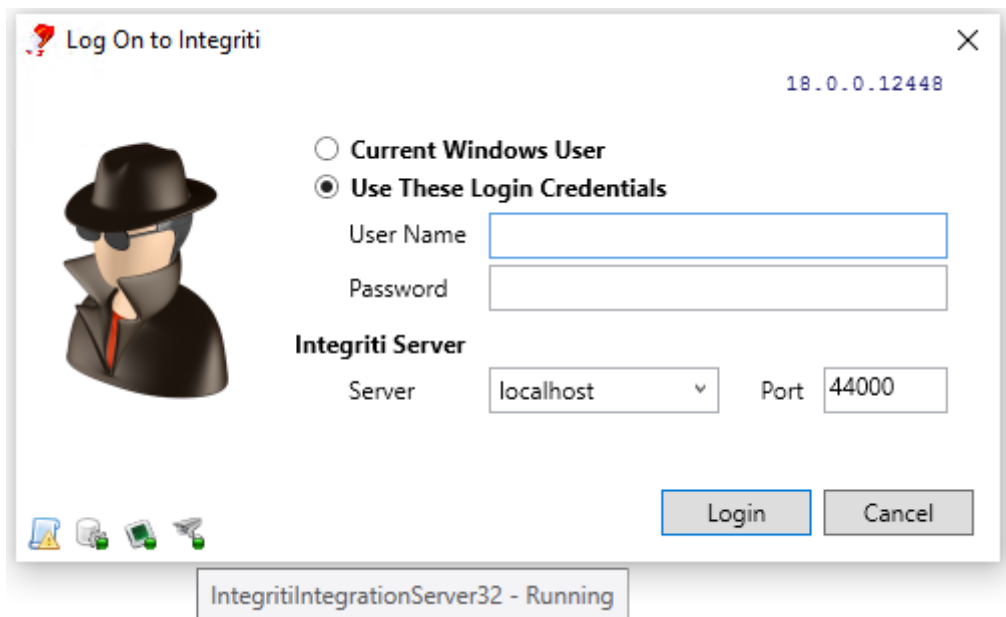 Log On to Integriti
18.0.0.12448
Current Windows User
Use These Login Credentials
User Name
Password
Integriti Server
Server localhost Port 44000
Login Cancel
IntegritiIntegrationServer32 - Running